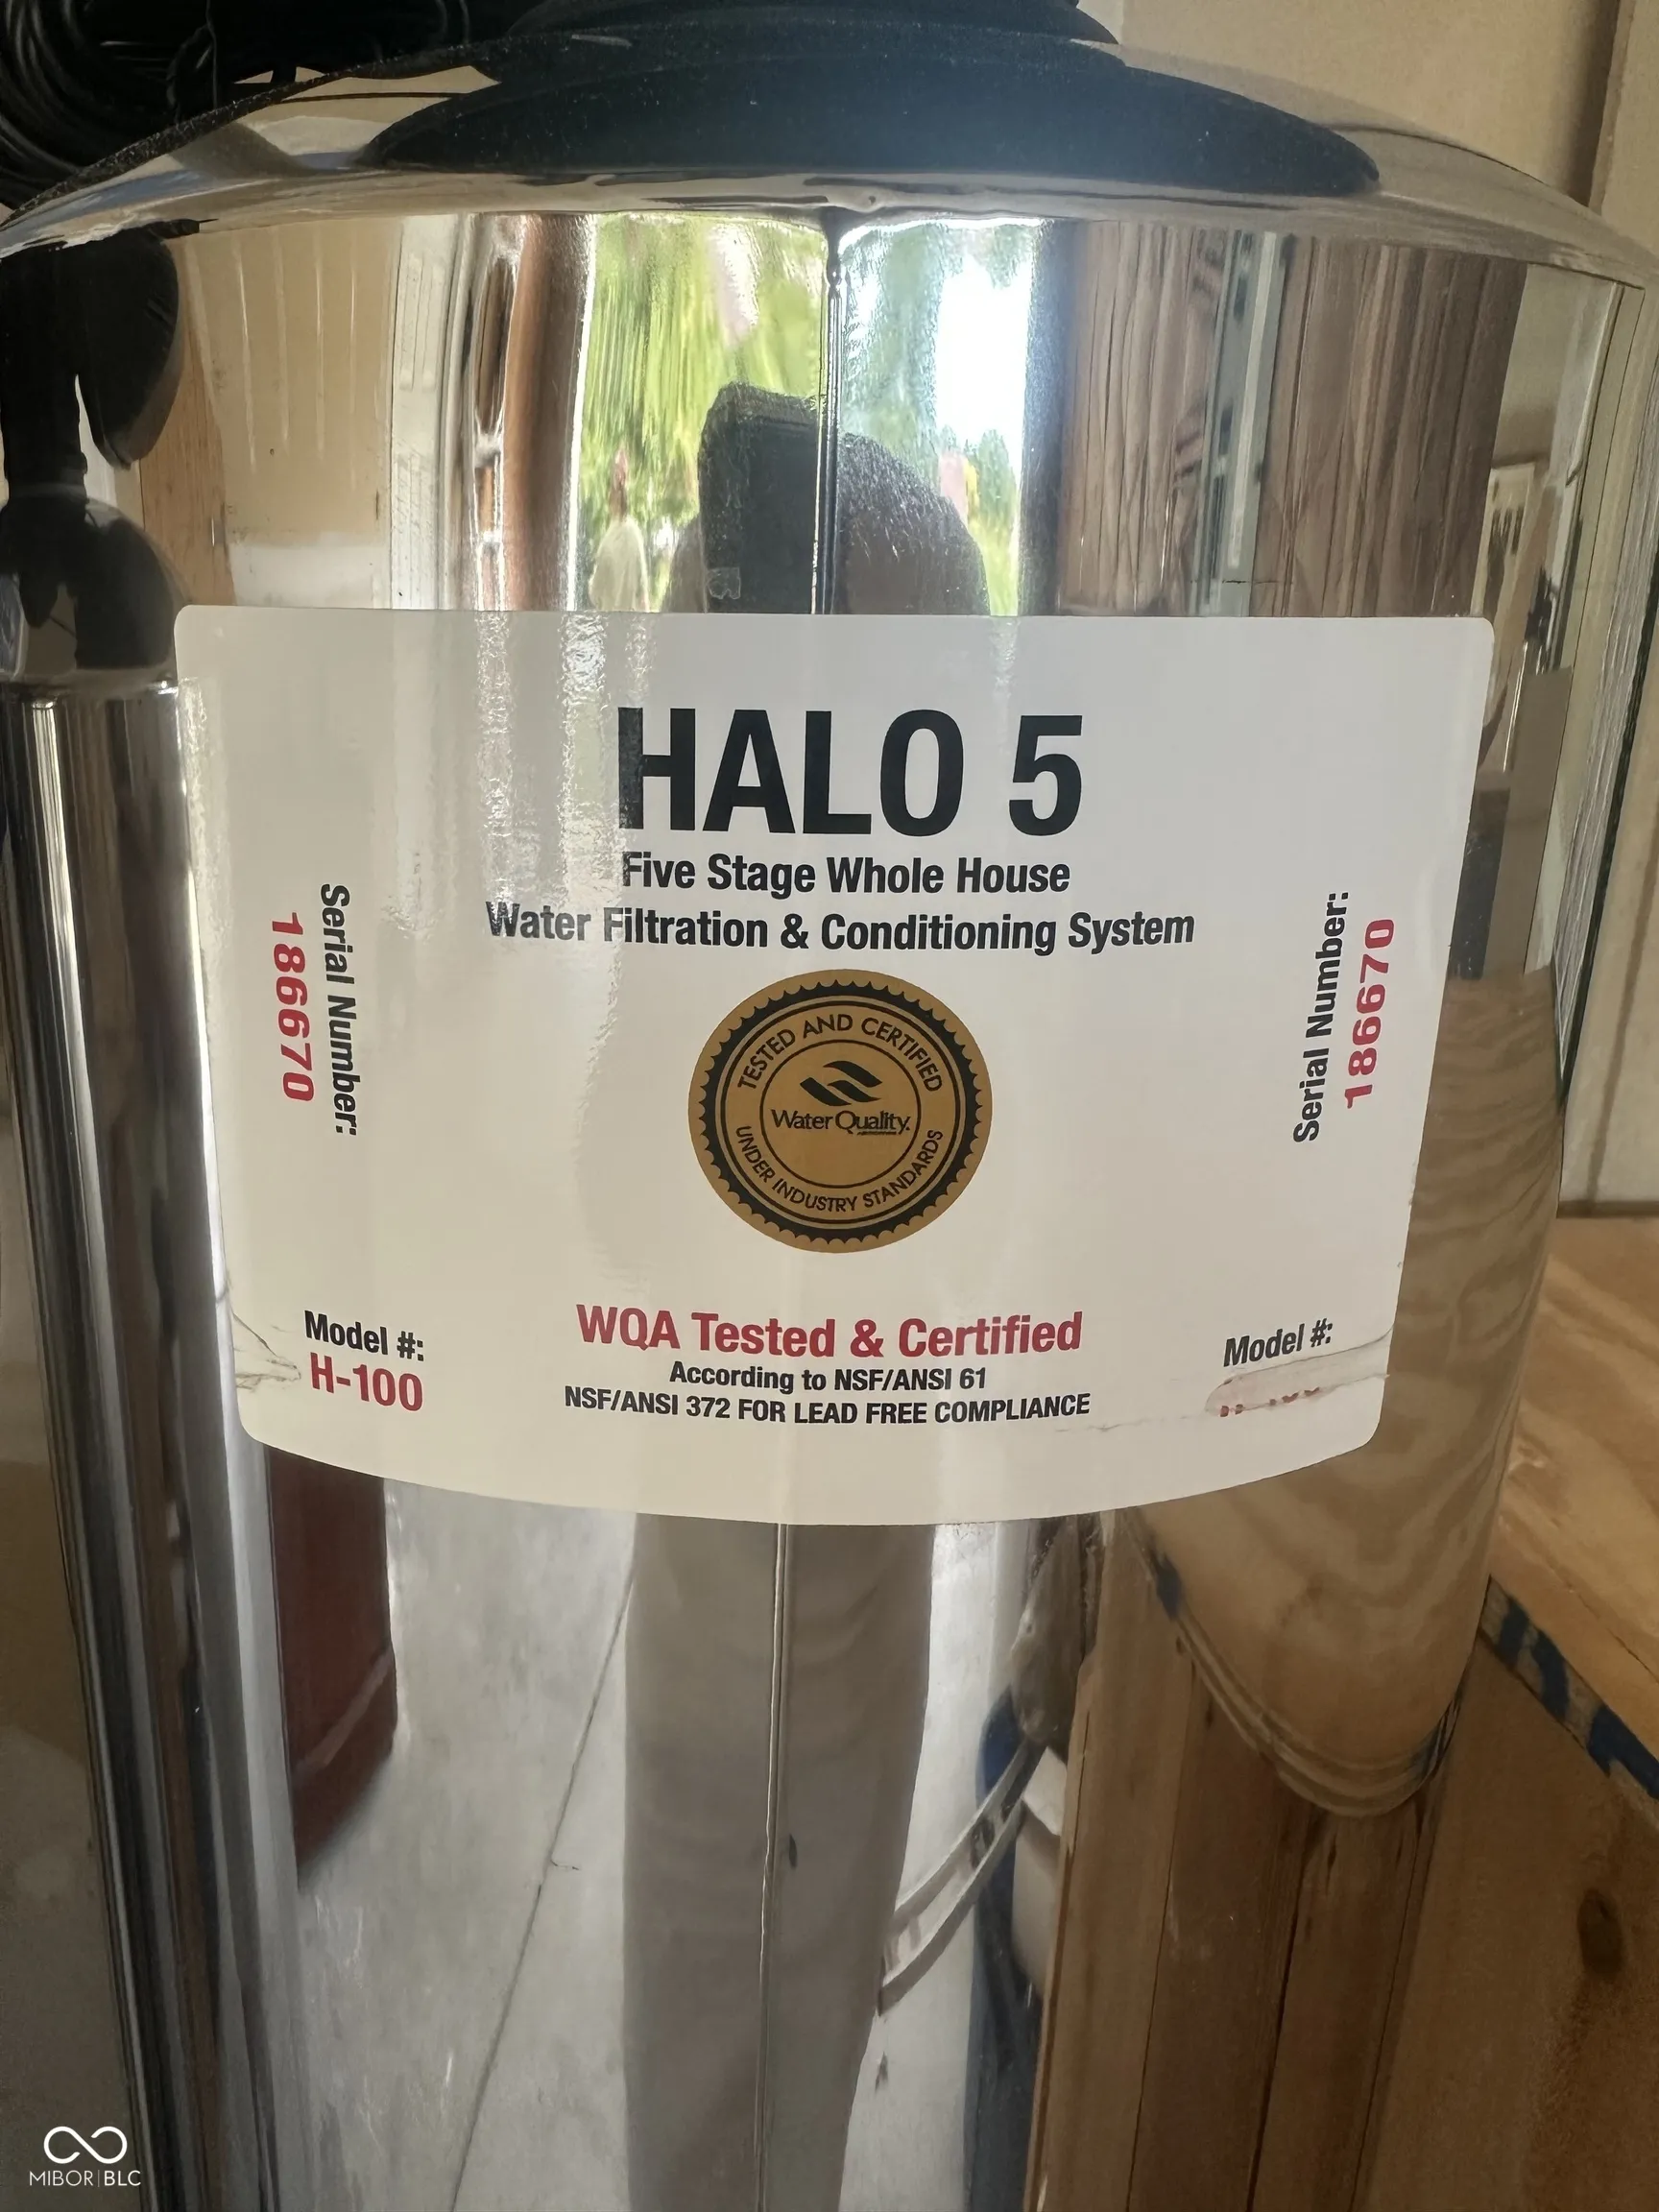 HALO 5
Five Stage Whole House
Water Filtration & Conditioning System
Serial Number:
18670
Serial Number:
18670
TESTED AND CERTIFIED
Water Quality
UNDER INDUSTRY STANDARDS
WQA Tested & Certified
According to NSF/ANSI 61
NSF/ANSI 372 FOR LEAD FREE COMPLIANCE
Model #:
H-100
Model #:
MIBOR|BLC